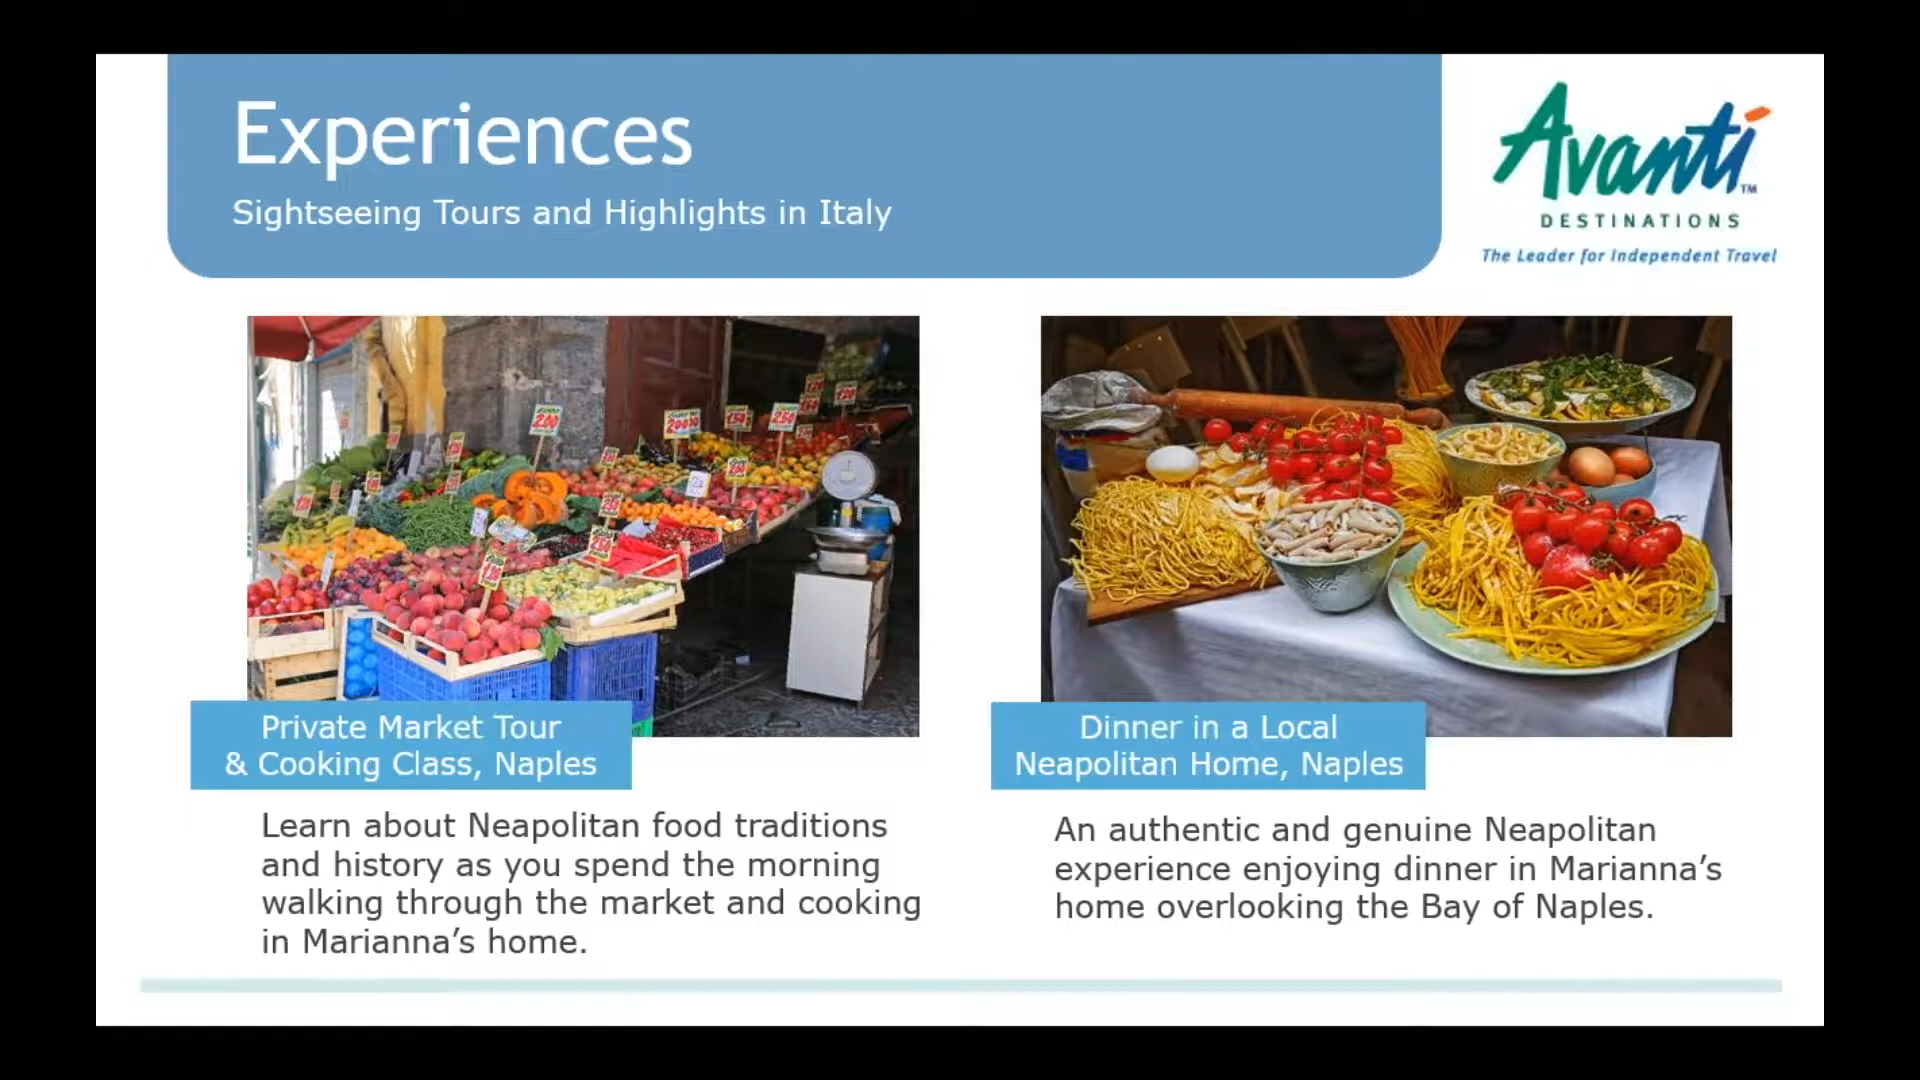 Experiences
Sightseeing Tours and Highlights in Italy
Avanti™
DESTINATIONS
The Leader for Independent Travel
Private Market Tour
& Cooking Class, Naples
Learn about Neapolitan food traditions
and history as you spend the morning
walking through the market and cooking
in Marianna’s home.
Dinner in a Local
Neapolitan Home, Naples
An authentic and genuine Neapolitan
experience enjoying dinner in Marianna’s
home overlooking the Bay of Naples.